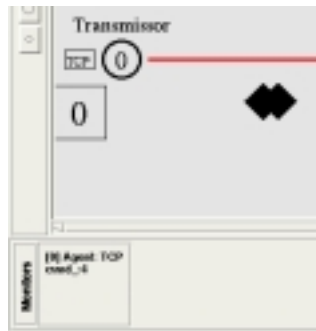 Transmissor
TCP 0
0
[0] Agent: TCP
cwnd_:4
Monitors